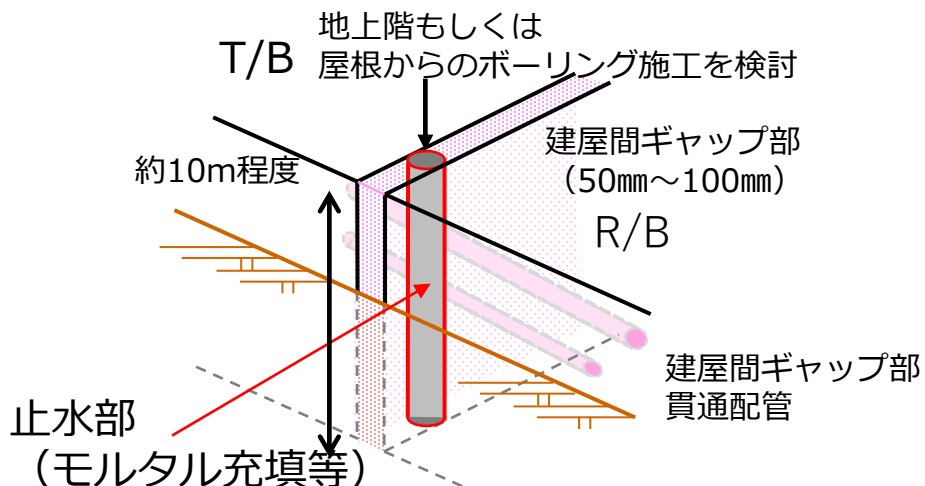 地上階もしくは
T/B
屋根からのボーリング施工を検討
約10m程度
建屋間ギャップ部
（50㎜～100㎜）
R/B
建屋間ギャップ部
貫通配管
止水部
（モルタル充填等）